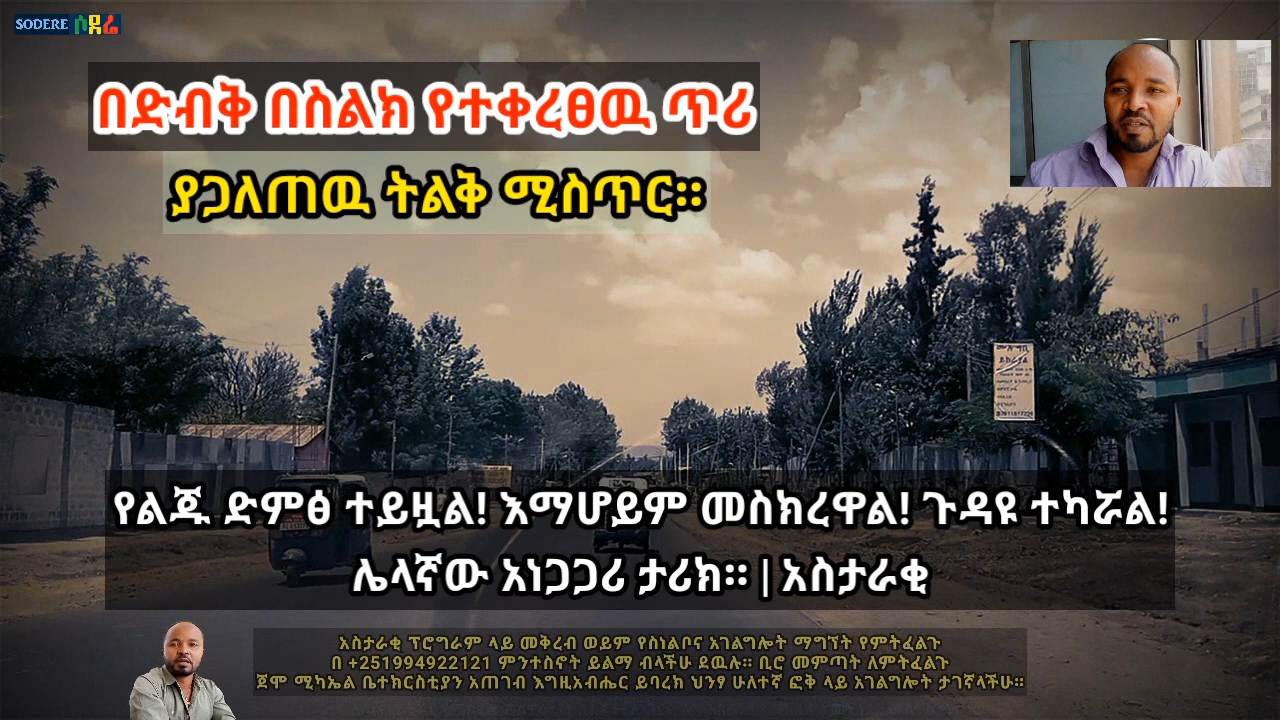 SODERE ሶደሬ
በድብቅ በስልክ የተቀረፀዉ ጥሪ
ያጋለጠዉ ትልቅ ሚስጥር።
የልጁ ድምፅ ተይዟል! እማሆይም መስክረዋል! ጉዳዩ ተካሯል!
ሌላኛው አነጋጋሪ ታሪክ። | አስታራቂ
አስታራቂ ፕሮግራም ላይ መቅረብ ወይም የስነልቦና አገልግሎት ማግኘት የምትፈልጉ
በ +251994922121 ምንተስኖት ይልማ ብላችሁ ደዉሉ። ቢሮ መምጣት ለምትፈልጉ
ጀሞ ሚካኤል ቤተክርስቲያን አጠገብ እግዚአብሔር ይባረክ ህንፃ ሁለተኛ ፎቅ ላይ አገልግሎት ታገኛላችሁ።